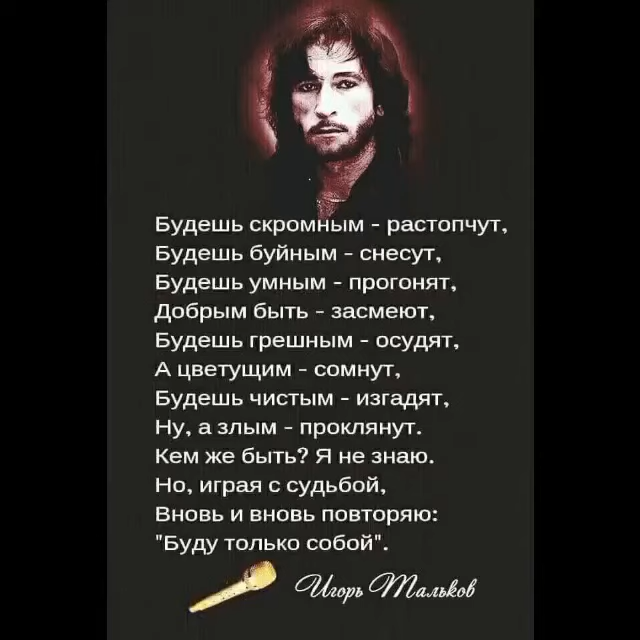 Будешь скромным - растопчут,
Будешь буйным - снесут,
Будешь умным - прогонят,
Добрым быть - засмеют,
Будешь грешным - осудят,
А цветущим - сомнут,
Будешь чистым - изгадят,
Ну, а злым - проклянут.
Кем же быть? Я не знаю.
Но, играя с судьбой,
Вновь и вновь повторяю:
"Буду только собой".
Игорь Тальков